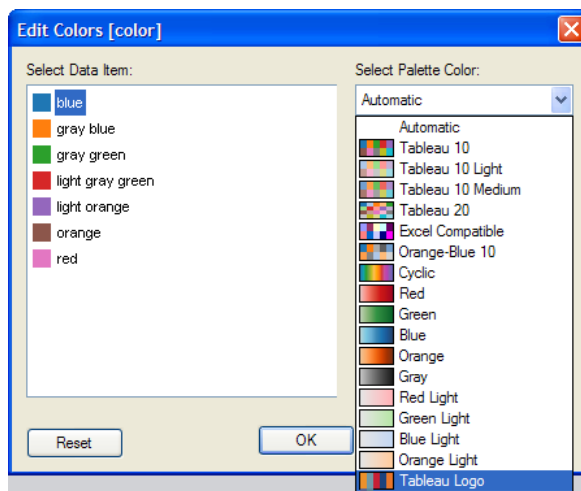 Edit Colors [color]
Select Data Item:
blue
gray blue
gray green
light gray green
light orange
orange
red
Reset
OK
Select Palette Color:
Automatic
Automatic
Tableau 10
Tableau 10 Light
Tableau 10 Medium
Tableau 20
Excel Compatible
Orange-Blue 10
Cyclic
Red
Green
Blue
Orange
Gray
Red Light
Green Light
Blue Light
Orange Light
Tableau Logo